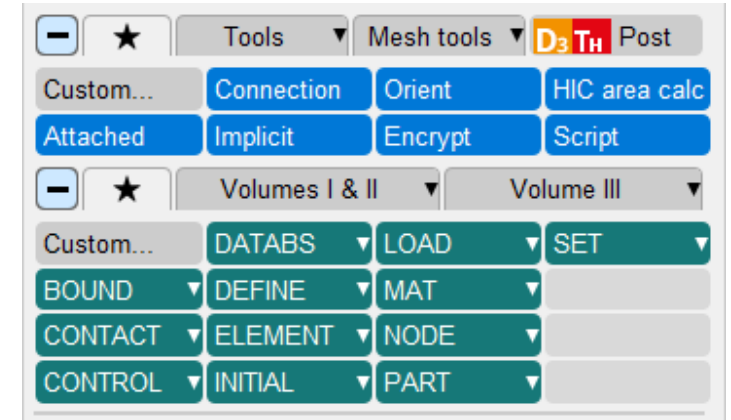 Tools Mesh tools D3 TH Post
Custom... Connection Orient HIC area calc
Attached Implicit Encrypt Script
Volumes I & II Volume III
Custom... DATABS LOAD SET
BOUND DEFINE MAT
CONTACT ELEMENT NODE
CONTROL INITIAL PART